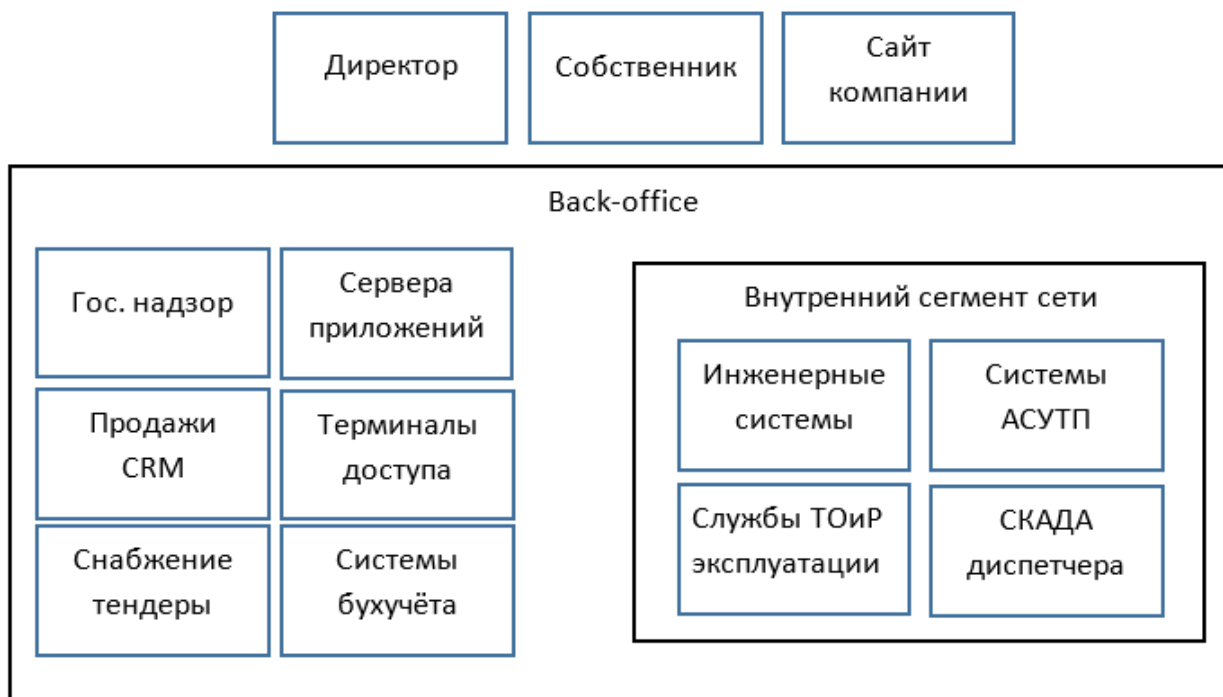 Директор
Собственник
Сайт
компании
Back-office
Гос. надзор
Сервера
приложений
Продажи
CRM
Терминалы
доступа
Снабжение
тендеры
Системы
бухучёта
Внутренний сегмент сети
Инженерные
системы
Системы
АСУТП
Службы ТОиР
эксплуатации
СКАДА
диспетчера